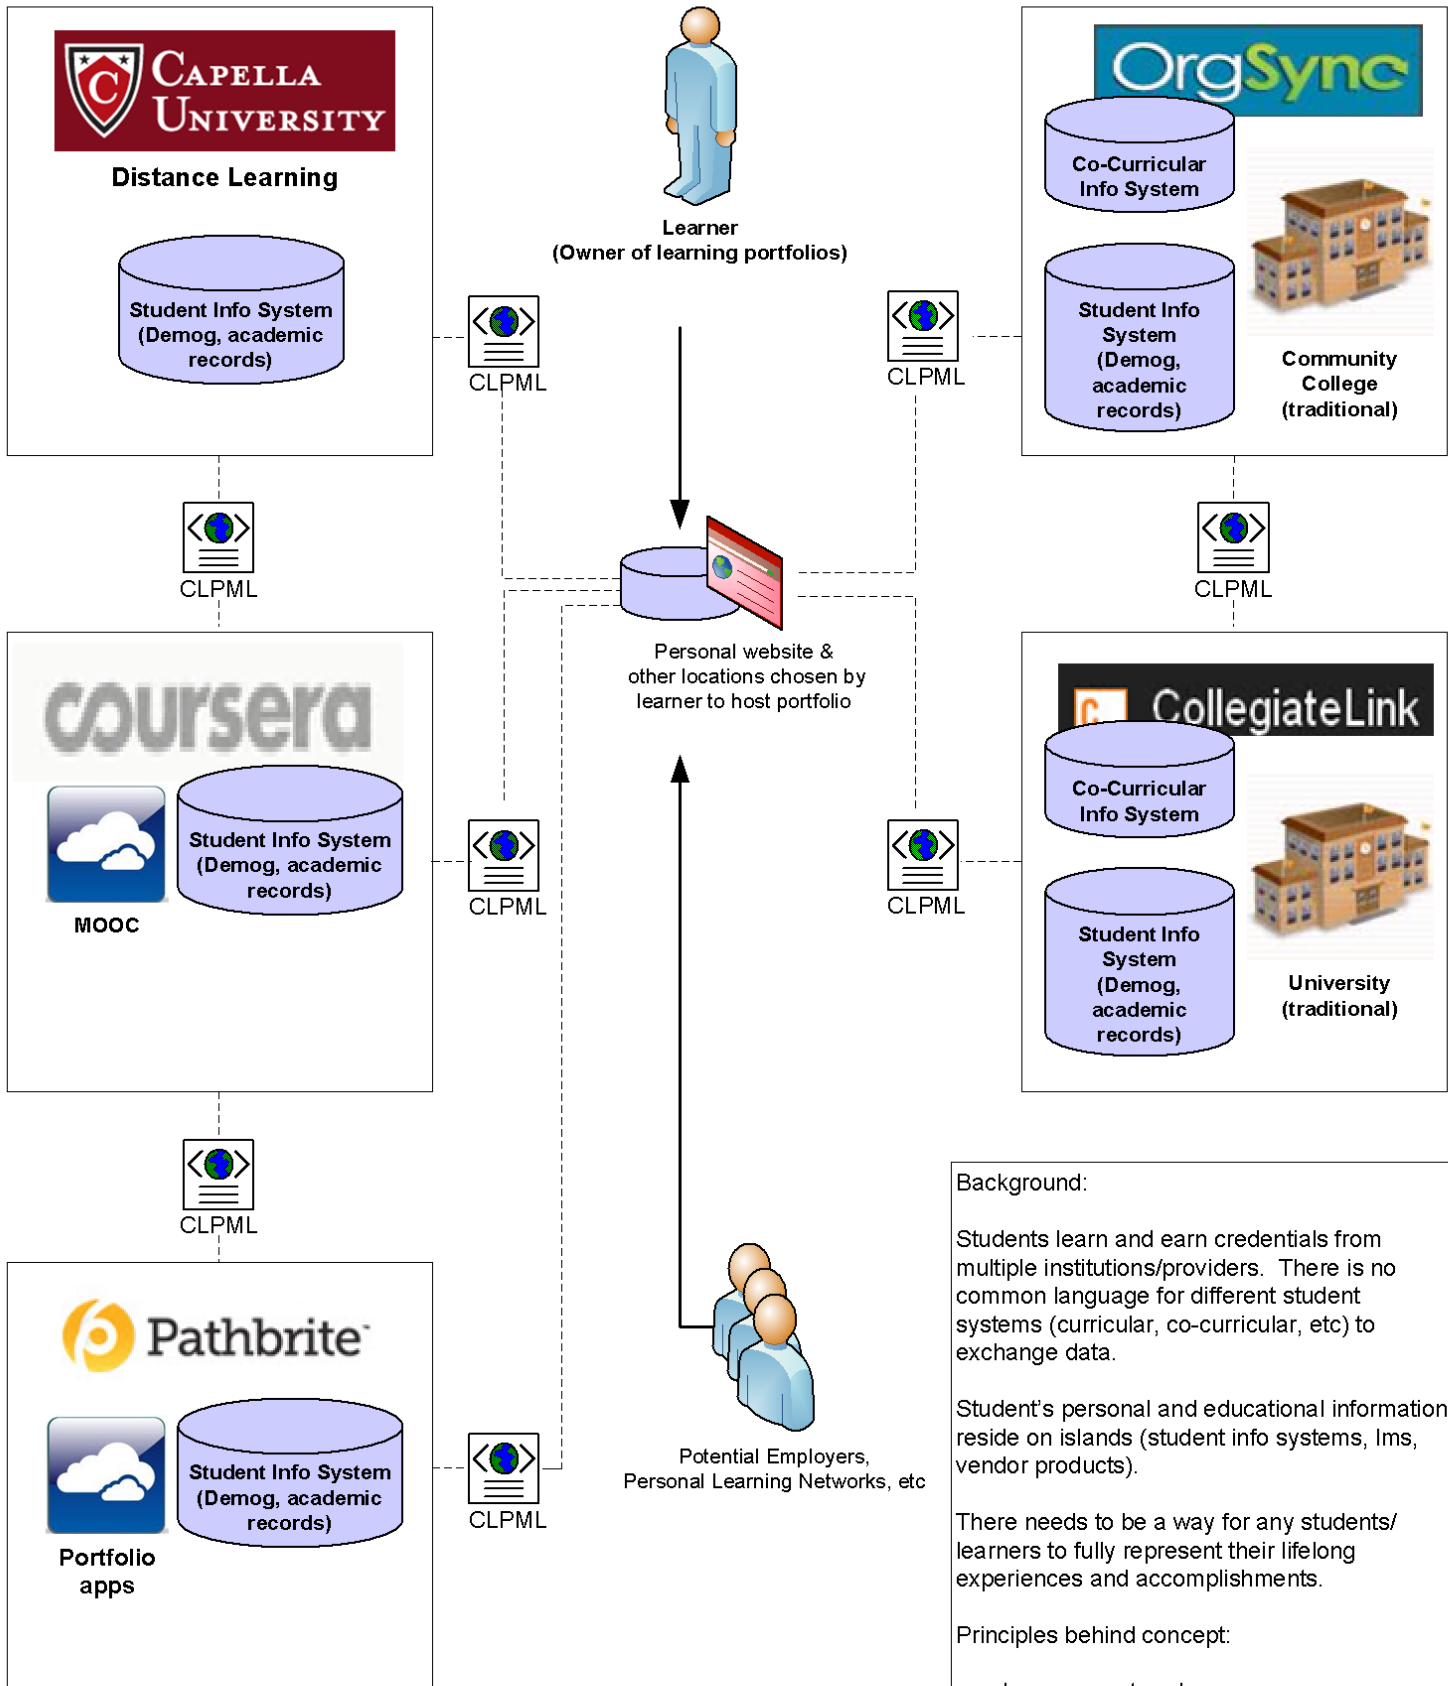 CAPELLA
UNIVERSITY
Distance Learning
Student Info System
(Demog, academic
records)
CLPML
Learner
(Owner of learning portfolios)
OrgSync
Co-Curricular
Info System
Student Info
System
(Demog,
academic
records)
Community
College
(traditional)
CLPML
CLPML
CLPML
Personal website &
other locations chosen by
learner to host portfolio
coursera
MOOC
Student Info System
(Demog, academic
records)
CLPML
CollegiateLink
Co-Curricular
Info System
Student Info
System
(Demog,
academic
records)
University
(traditional)
CLPML
CLPML
Pathbrite
Portfolio
apps
Student Info System
(Demog, academic
records)
CLPML
Potential Employers,
Personal Learning Networks, etc
Background:
Students learn and earn credentials from
multiple institutions/providers.  There is no
common language for different student
systems (curricular, co-curricular, etc) to
exchange data.
Student's personal and educational information
reside on islands (student info systems, lms,
vendor products).
There needs to be a way for any students/
learners to fully represent their lifelong
experiences and accomplishments.
Principles behind concept: